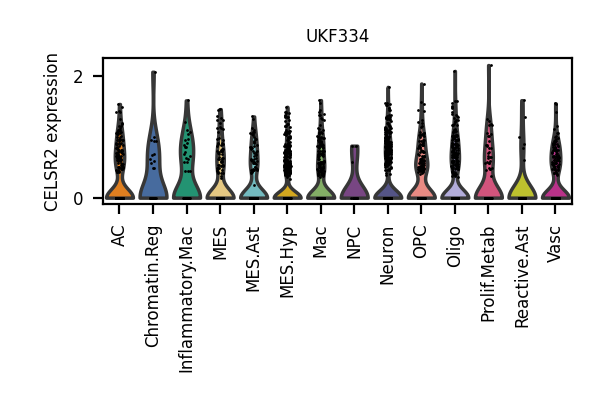 UKF334
CELSR2 expression
2
0
AC
Chromatin.Reg
Inflammatory.Mac
MES
MES.Ast
MES.Hyp
Mac
NPC
Neuron
OPC
Oligo
Prolif.Metab
Reactive.Ast
Vasc